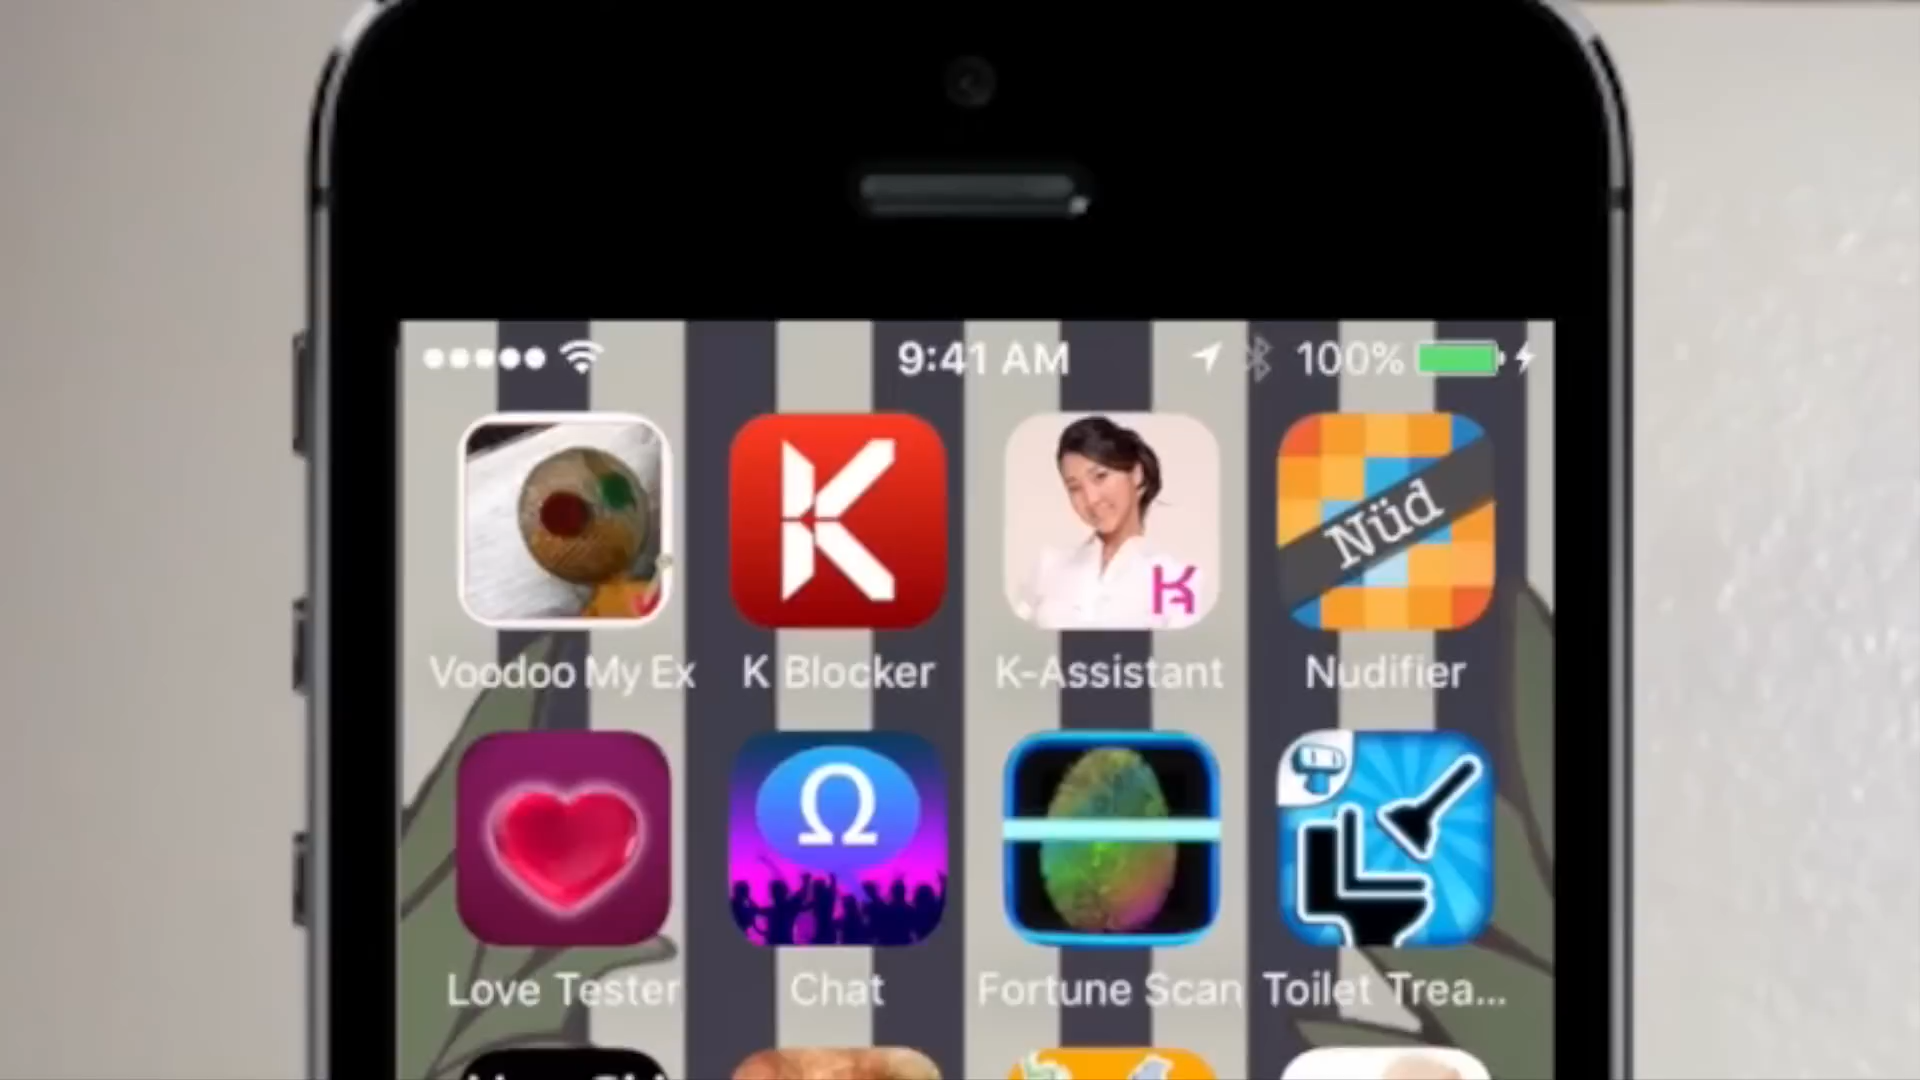 9:41 AM 100%
K K Nüd
Voodoo My Ex K Blocker K-Assistant Nudifier
Ω
Love Tester Chat Fortune Scan Toilet Trea...